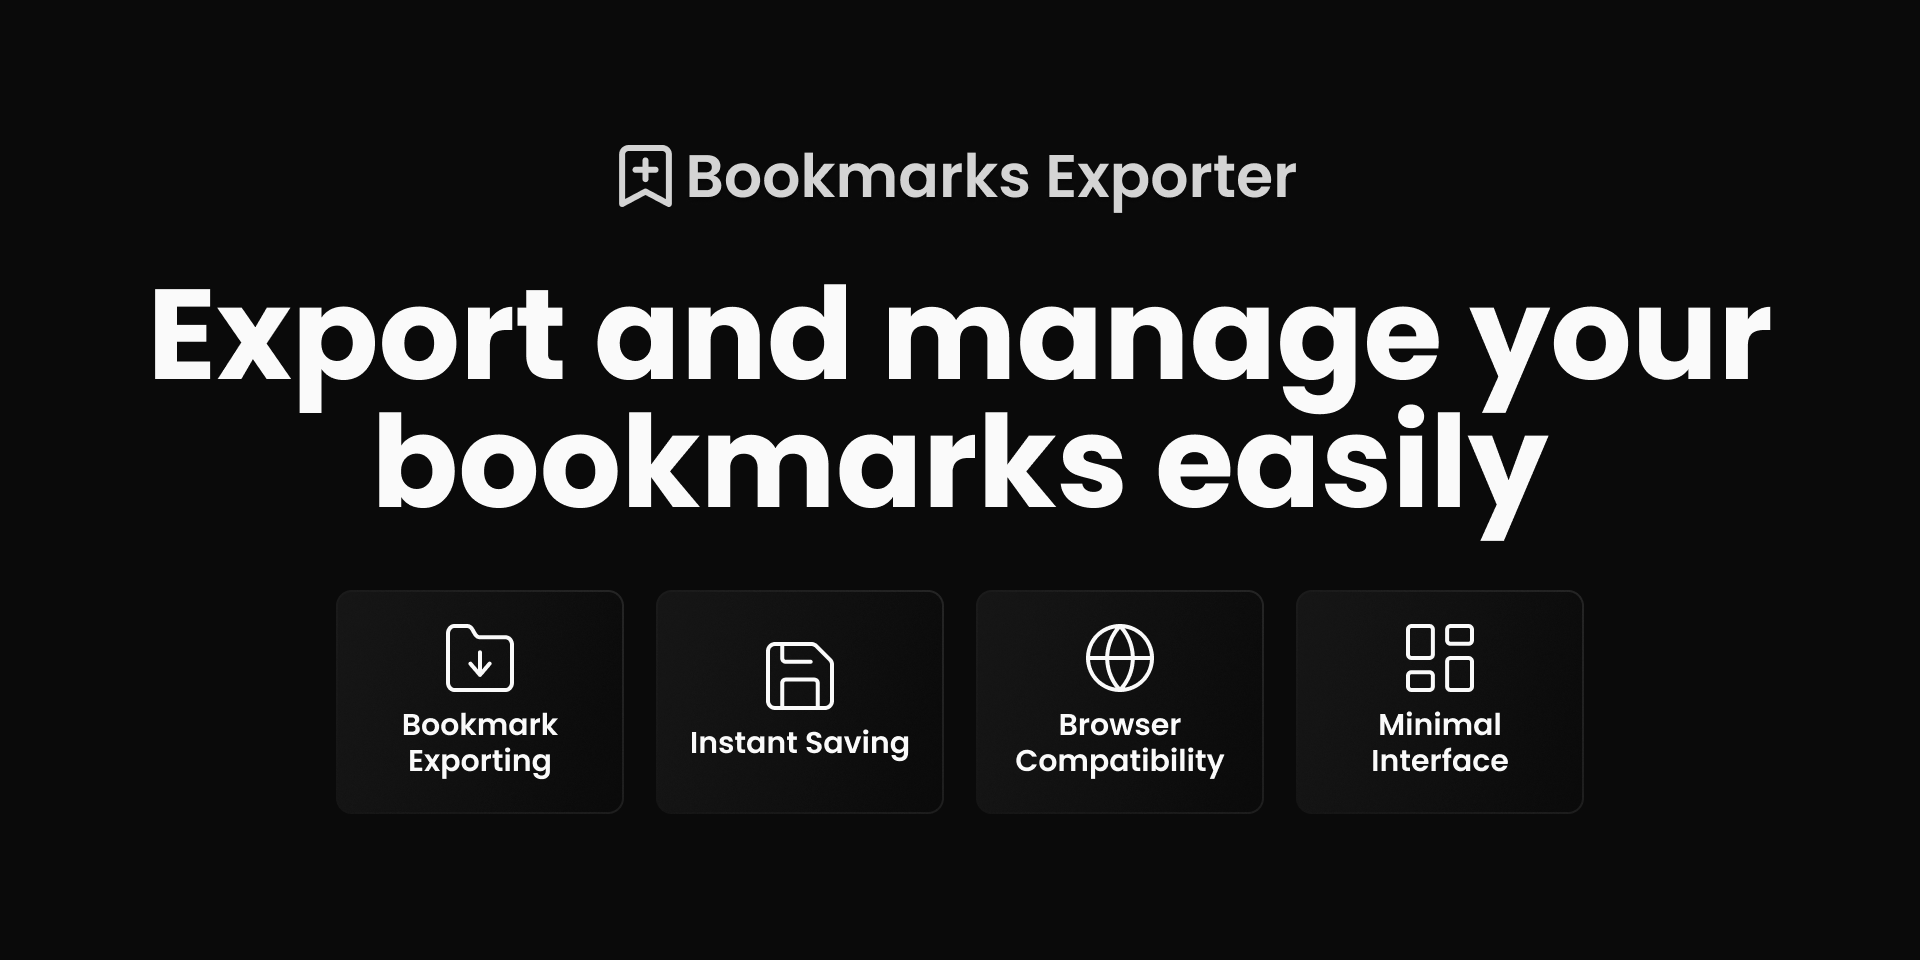 Bookmarks Exporter
Export and manage your
bookmarks easily
Bookmark
Exporting
Instant Saving
Browser
Compatibility
Minimal
Interface